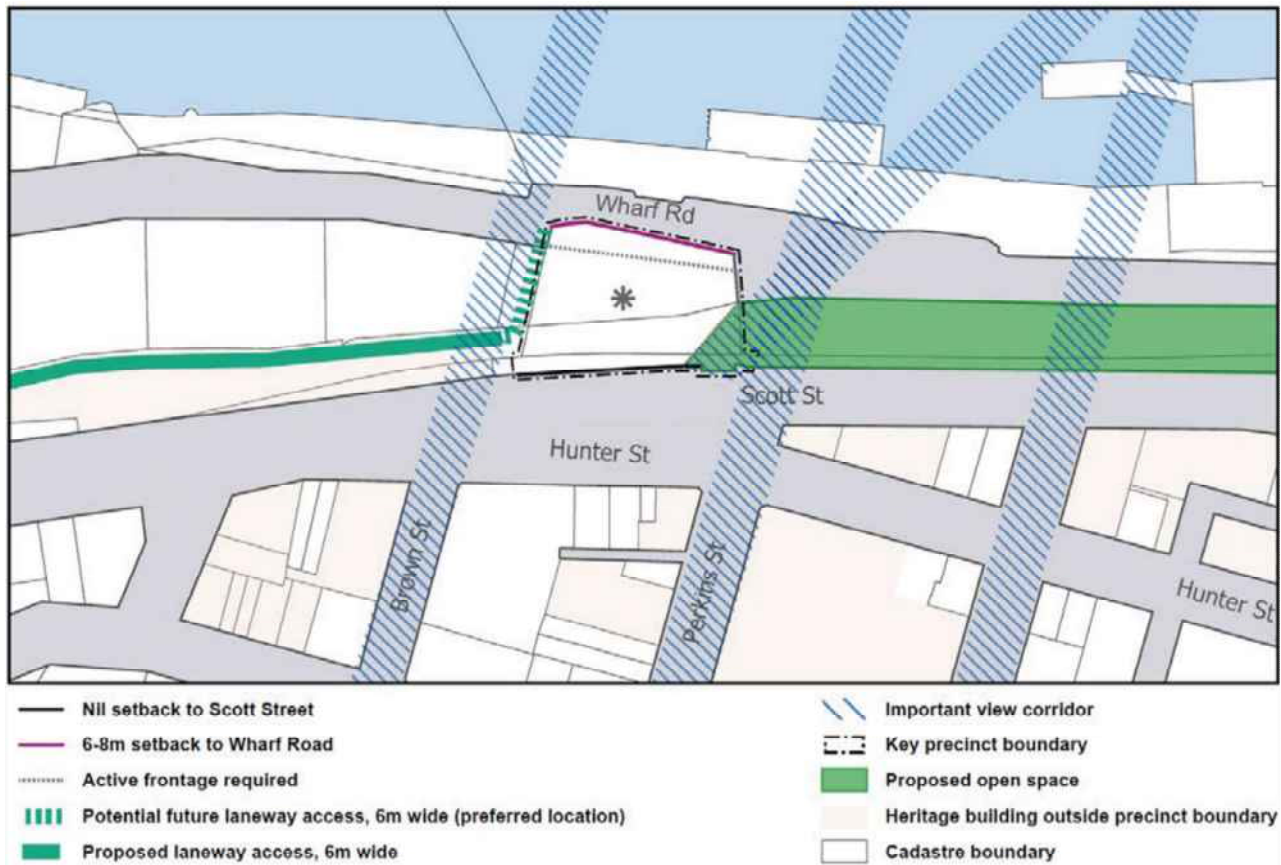 Wharf Rd
Scott St
Hunter St
Brown St
Perkins St
Hunter St
Nil setback to Scott Street
6-8m setback to Wharf Road
Active frontage required
Potential future laneway access, 6m wide (preferred location)
Proposed laneway access, 6m wide
Important view corridor
Key precinct boundary
Proposed open space
Heritage building outside precinct boundary
Cadastre boundary